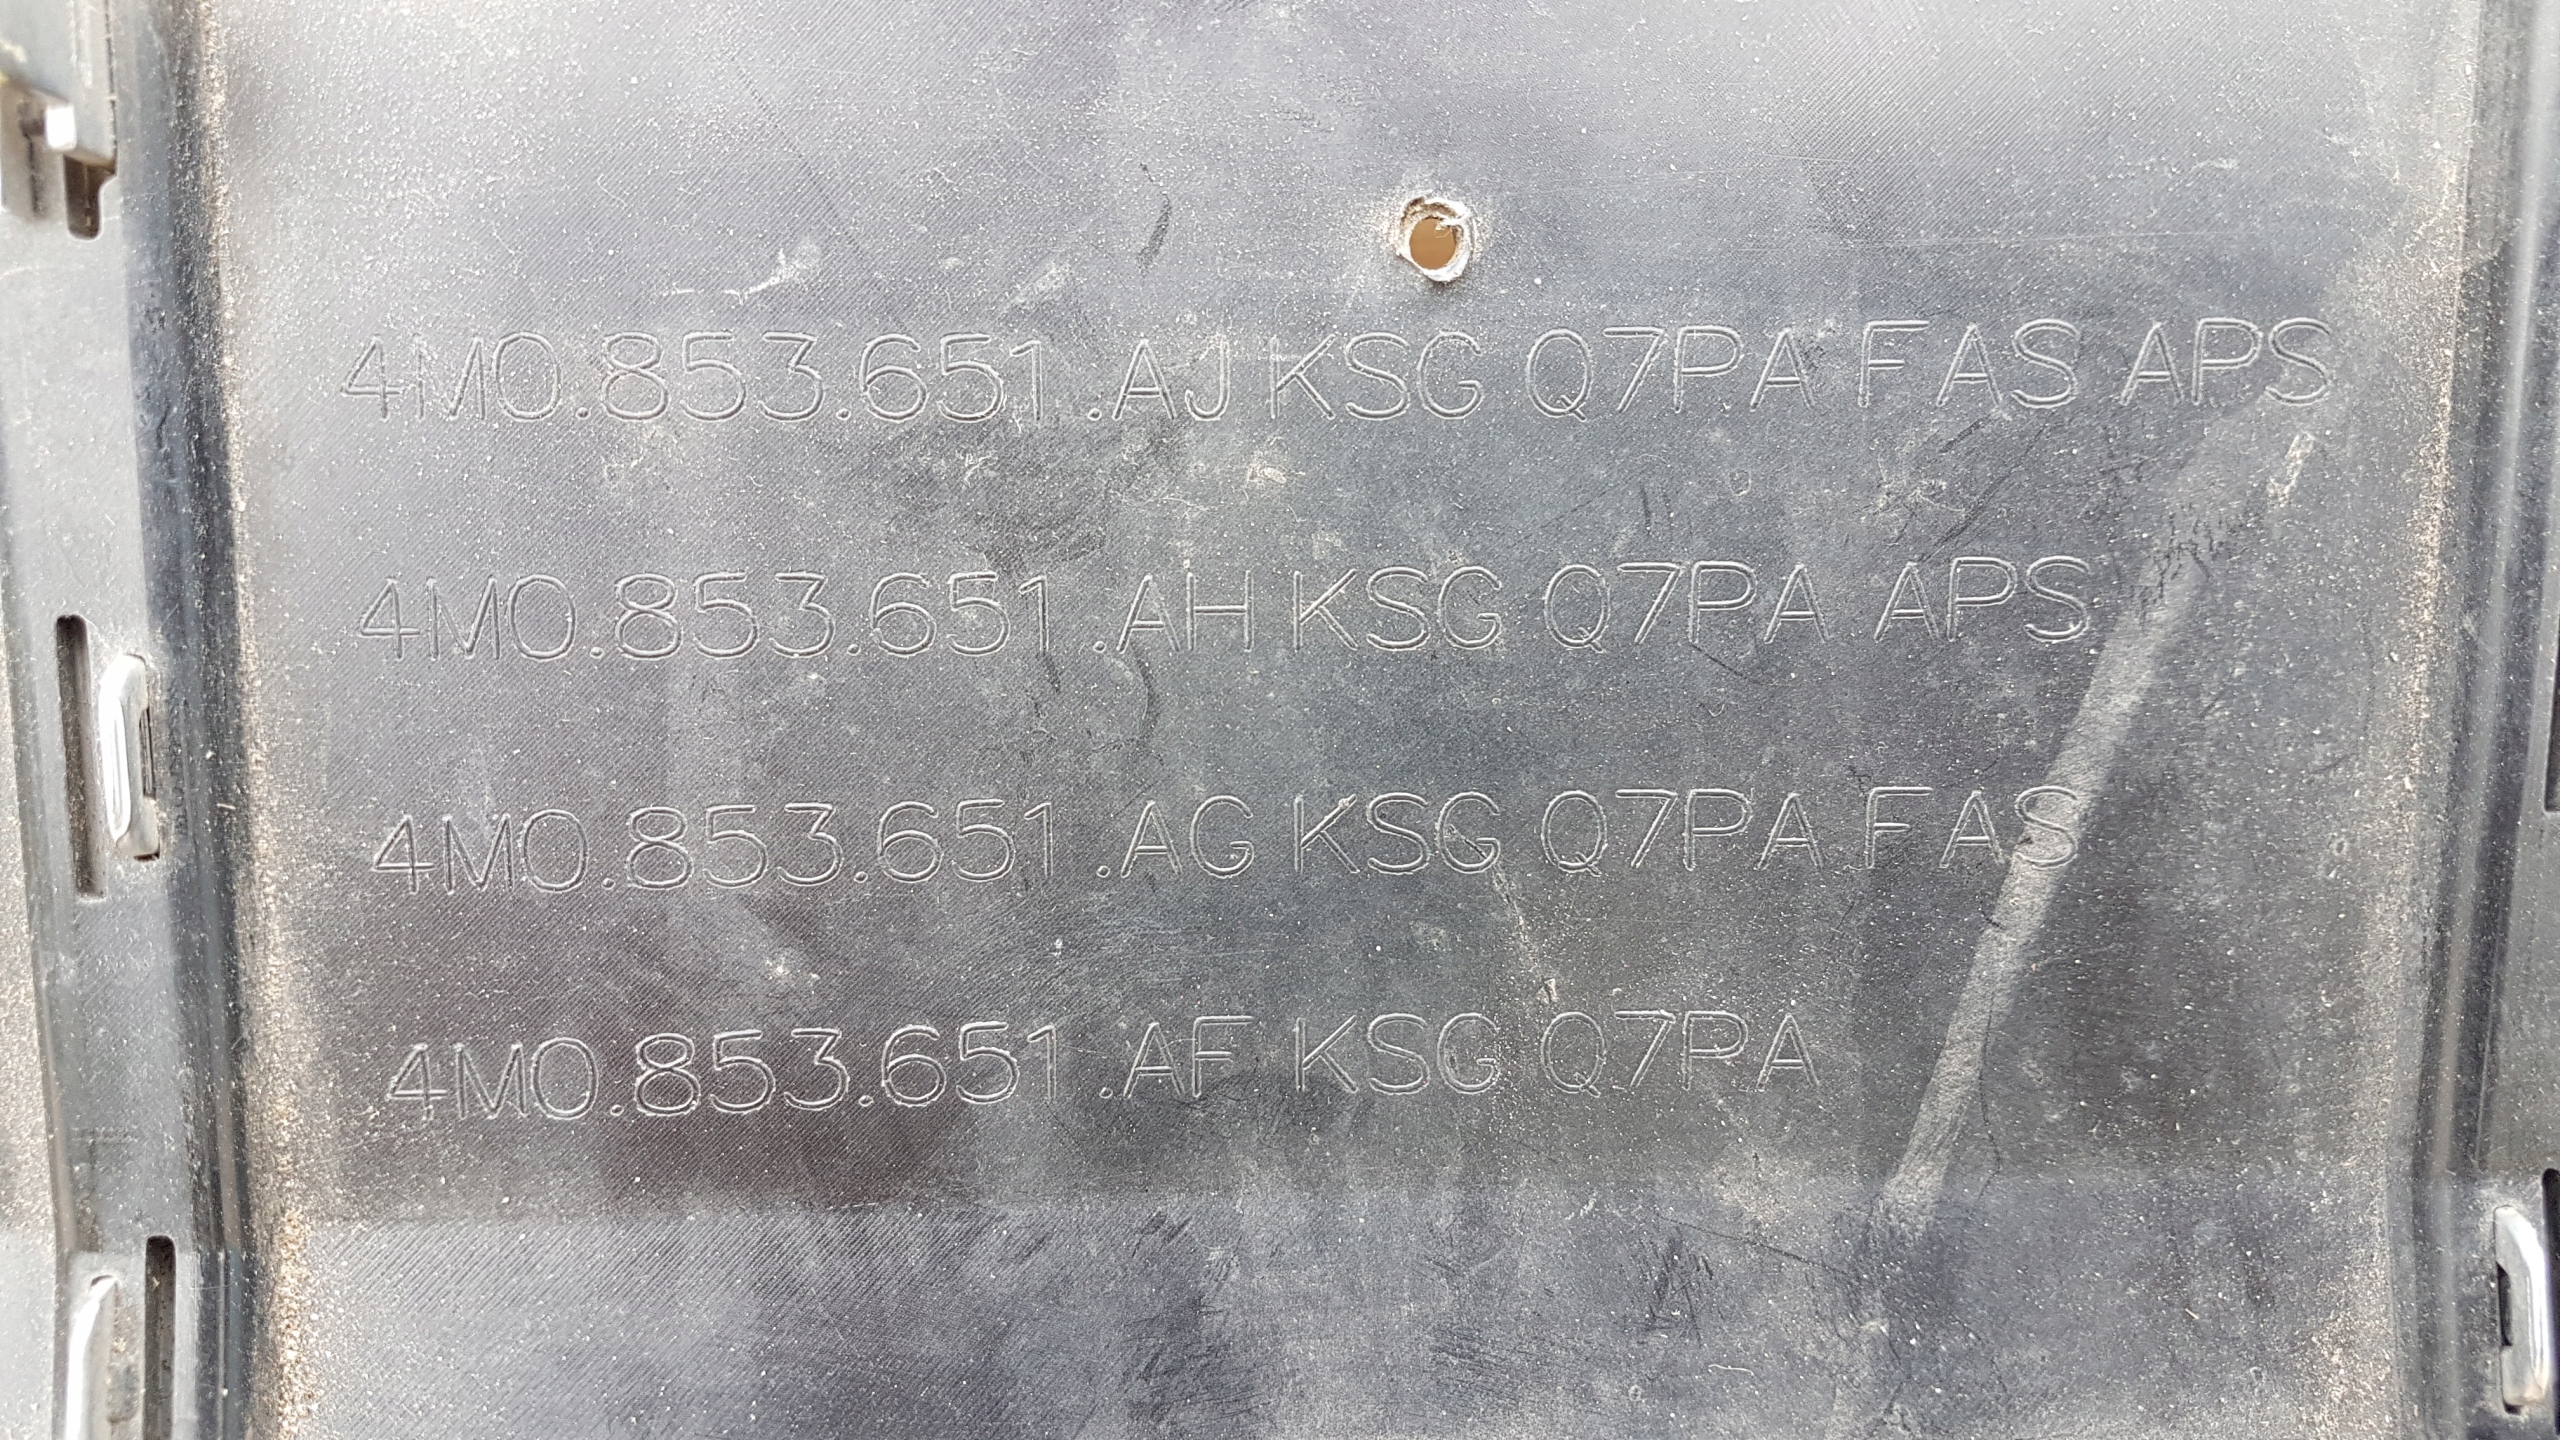 4M0.853.651.AJ KSG Q7PA FAS APS
4M0.853.651.AH KSG Q7PA APS
4M0.853.651.AG KSG Q7PA FAS
4M0.853.651.AF KSG Q7PA